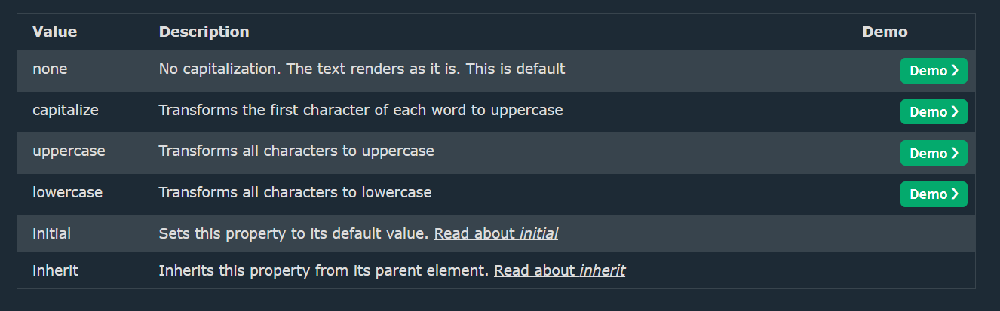 Value Description Demo
none No capitalization. The text renders as it is. This is default Demo ❯
capitalize Transforms the first character of each word to uppercase Demo ❯
uppercase Transforms all characters to uppercase Demo ❯
lowercase Transforms all characters to lowercase Demo ❯
initial Sets this property to its default value. Read about initial
inherit Inherits this property from its parent element. Read about inherit